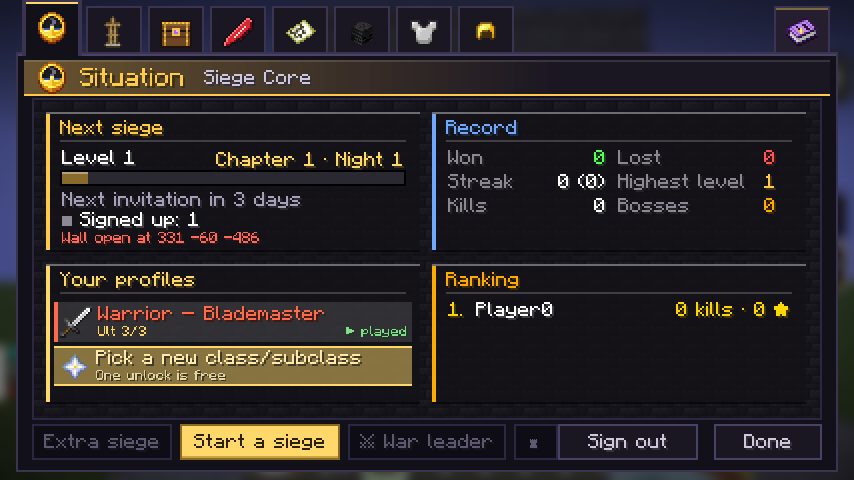 Situation Siege Core
Next siege
Level 1 Chapter 1 · Night 1
Next invitation in 3 days
Signed up: 1
Wall open at 331 -60 -486
Record
Won 0 Lost 0
Streak 0 (0) Highest level 1
Kills 0 Bosses 0
Your profiles
Warrior — Blademaster
Ult 3/3 ▶ played
Pick a new class/subclass
One unlock is free
Ranking
1. Player0 0 kills · 0 ★
Extra siege Start a siege ⚔ War leader Sign out Done